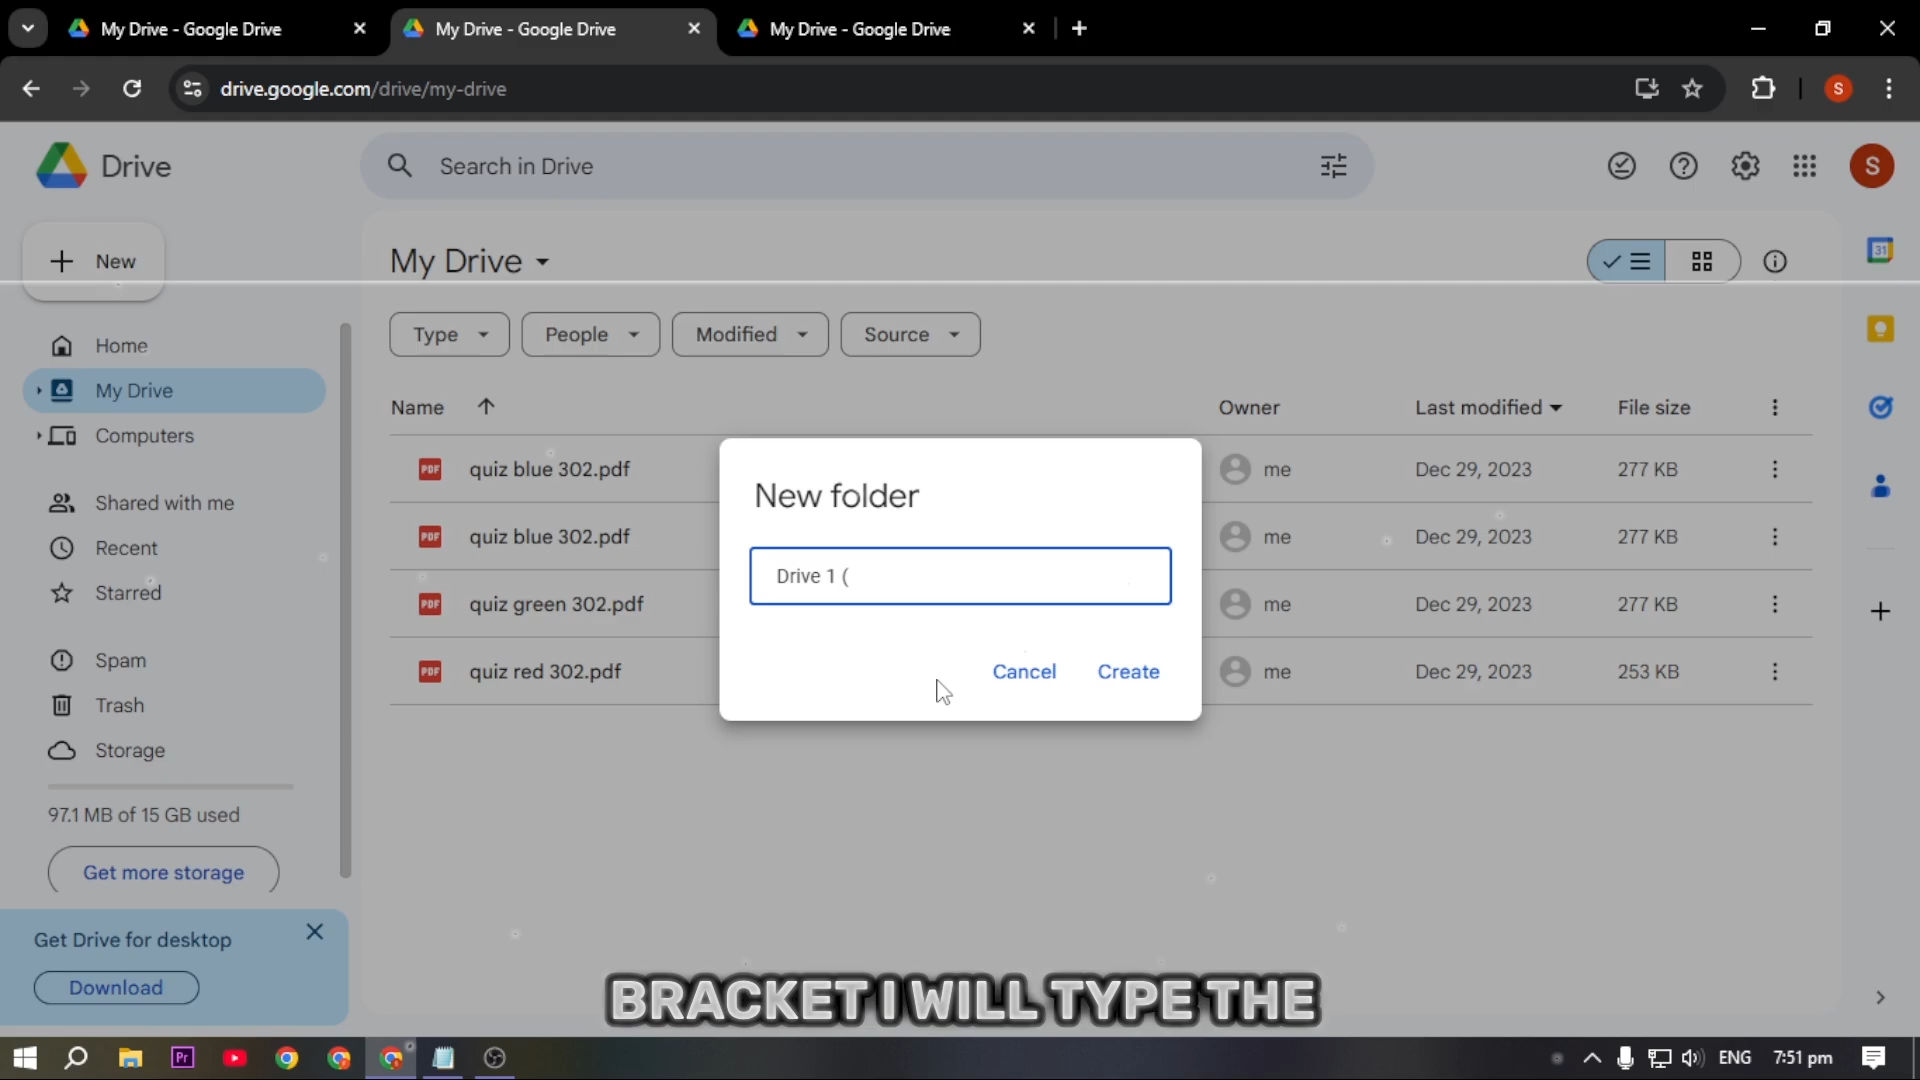 My Drive - Google Drive
My Drive - Google Drive
My Drive - Google Drive
drive.google.com/drive/my-drive
S
Drive
Search in Drive
S
New
My Drive
31
Home
My Drive
Computers
Shared with me
Recent
Starred
Spam
Trash
Storage
97.1 MB of 15 GB used
Get more storage
Get Drive for desktop
Download
Type
People
Modified
Source
Name
Owner
Last modified
File size
PDF quiz blue 302.pdf me Dec 29, 2023 277 KB
PDF quiz blue 302.pdf me Dec 29, 2023 277 KB
PDF quiz green 302.pdf me Dec 29, 2023 277 KB
PDF quiz red 302.pdf me Dec 29, 2023 253 KB
New folder
Drive 1 (
Cancel
Create
BRACKET I WILL TYPE THE
Pr
ENG
7:51 pm